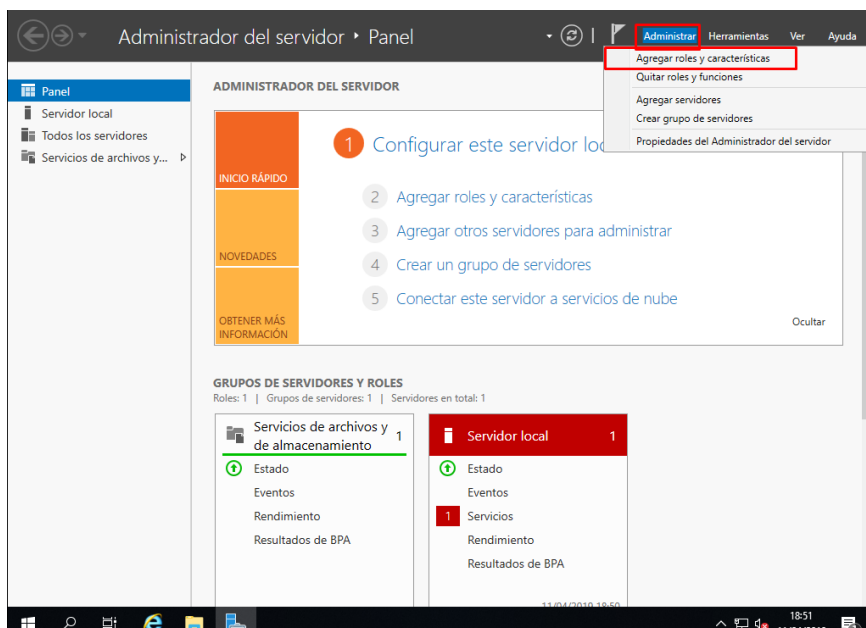 Administrador del servidor ‣ Panel
Administrar Herramientas Ver Ayuda
Agregar roles y características
Quitar roles y funciones
Agregar servidores
Crear grupo de servidores
Propiedades del Administrador del servidor
Panel
Servidor local
Todos los servidores
Servicios de archivos y...
ADMINISTRADOR DEL SERVIDOR
INICIO RÁPIDO
NOVEDADES
OBTENER MÁS
INFORMACIÓN
1 Configurar este servidor loc
2 Agregar roles y características
3 Agregar otros servidores para administrar
4 Crear un grupo de servidores
5 Conectar este servidor a servicios de nube
Ocultar
GRUPOS DE SERVIDORES Y ROLES
Roles: 1 | Grupos de servidores: 1 | Servidores en total: 1
Servicios de archivos y
de almacenamiento
1
Estado
Eventos
Rendimiento
Resultados de BPA
Servidor local 1
Estado
Eventos
1 Servicios
Rendimiento
Resultados de BPA
11/04/2019 18:50
18:51